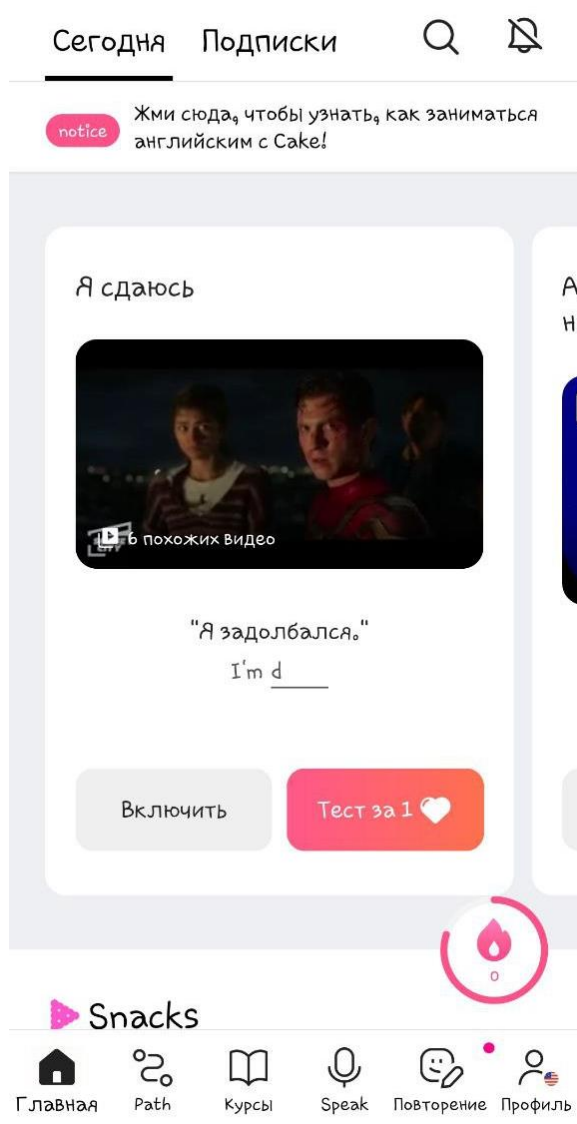 Сегодня Подписки
notice
Жми сюда, чтобы узнать, как заниматься
английским с Cake!
Я сдаюсь
А
н
6 похожих видео
"Я задолбался."
I'm d____
Включить
Тест за 1
0
Snacks
Главная Path Курсы Speak Повторение Профиль